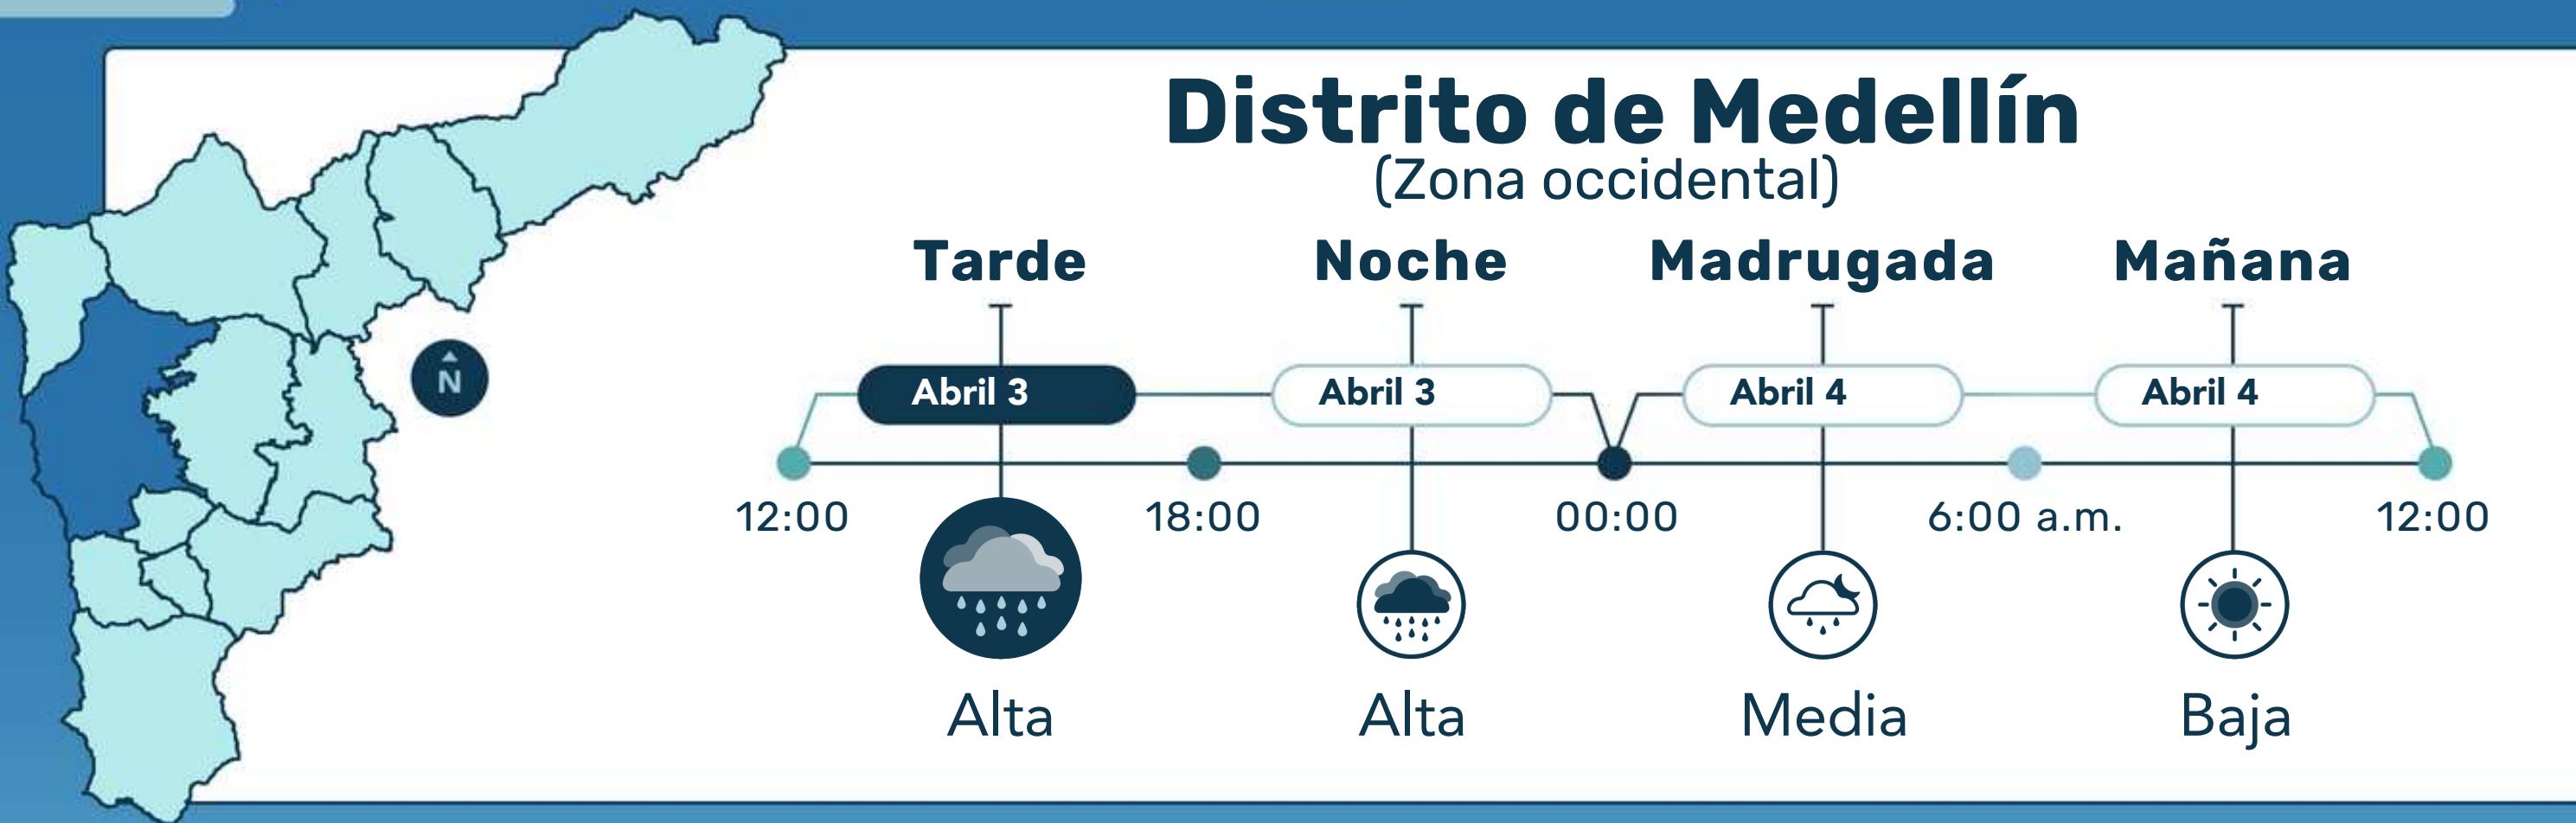 Distrito de Medellín
(Zona occidental)
Tarde Noche Madrugada Mañana
Abril 3 Abril 3 Abril 4 Abril 4
N
12:00 18:00 00:00 6:00 a.m. 12:00
Alta Alta Media Baja